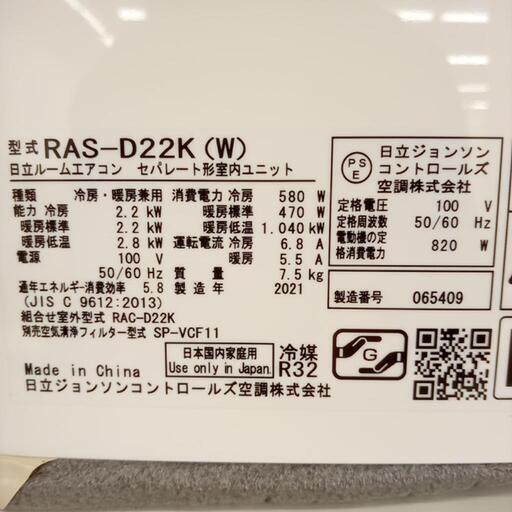 型式 RAS-D22K (W)
日立ルームエアコン セパレート形室内ユニット
種類 冷房・暖房兼用 消費電力 冷房 580 W
能力 冷房 2.2 kW 暖房標準 470 W
暖房標準 2.2 kW 暖房低温 1.040 kW
暖房低温 2.8 kW 運転電流 冷房 6.8 A
電源 100 V 暖房 5.5 A
50/60 Hz 質量 7.5 kg
通年エネルギー消費効率 5.8 製造年 2021
(JIS C 9612:2013)
組合せ室外型式 RAC-D22K
別売空気清浄フィルター型式 SP-VCF11
日本国内家庭用
Use only in Japan.
冷媒
R32
Made in China
日立ジョンソンコントロールズ空調株式会社
PS
E
日立ジョンソン
コントロールズ
空調株式会社
定格電圧 100 V
定格周波数 50/60 Hz
電動機の定
格消費電力 820 W
製造番号 065409
G